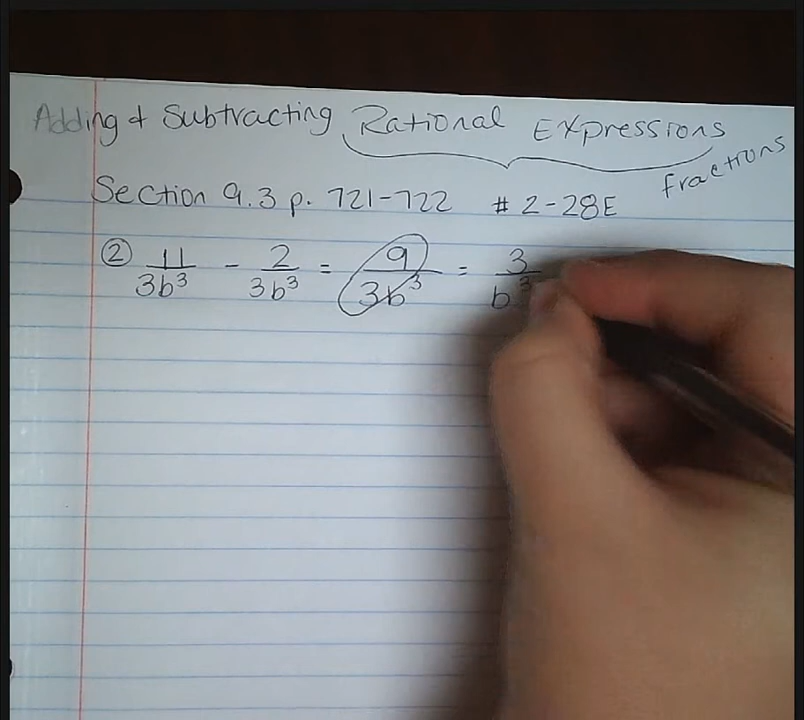 Adding + Subtracting Rational Expressions
fractions
Section 9.3 p. 721-722 # 2-28E
② 11/3b³ - 2/3b³ = 9/3b³ = 3/b³